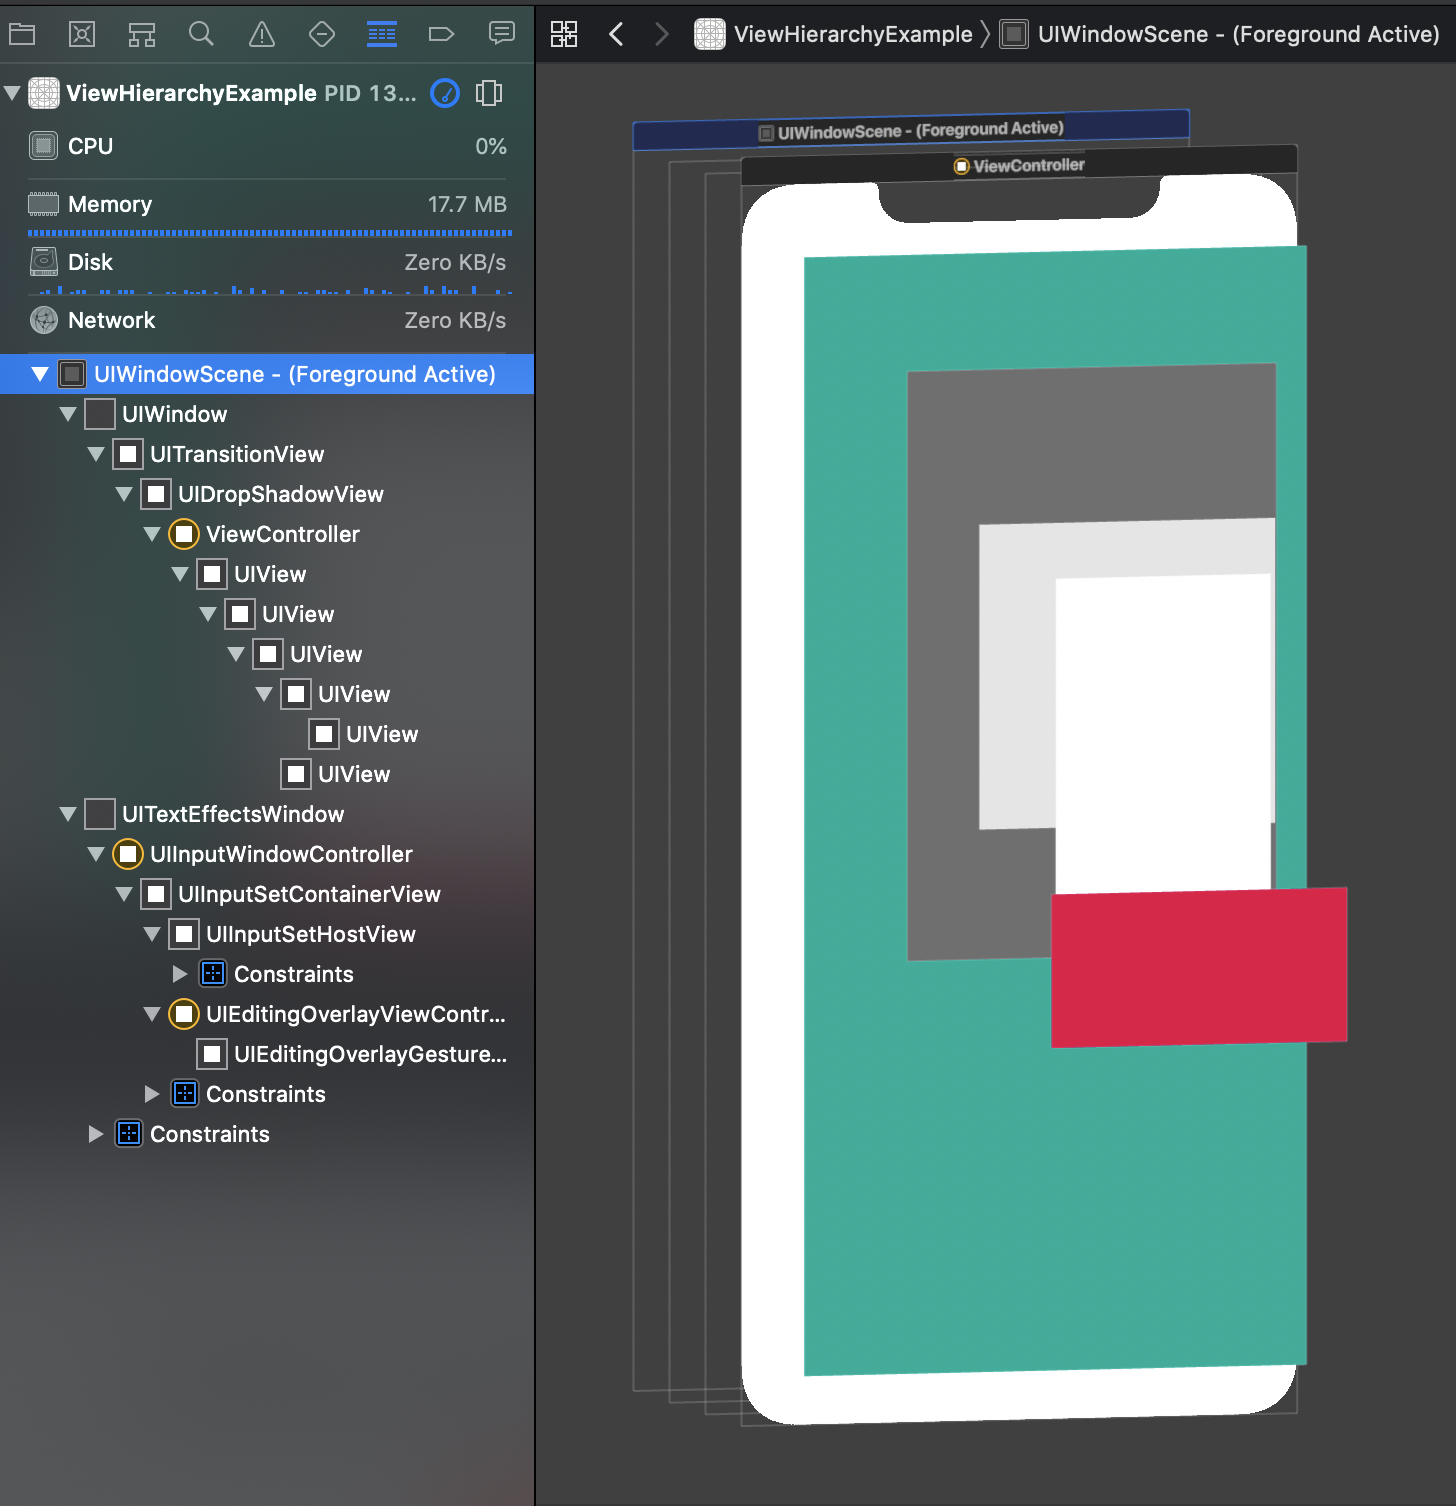 ViewHierarchyExample PID 13...
CPU 0%
Memory 17.7 MB
Disk Zero KB/s
Network Zero KB/s
UIWindowScene - (Foreground Active)
UIWindow
UITransitionView
UIDropShadowView
ViewController
UIView
UIView
UIView
UIView
UIView
UIView
UITextEffectsWindow
UIInputWindowController
UIInputSetContainerView
UIInputSetHostView
Constraints
UIEditingOverlayViewContr...
UIEditingOverlayGesture...
Constraints
Constraints
ViewHierarchyExample UIWindowScene - (Foreground Active)
UIWindowScene - (Foreground Active)
ViewController